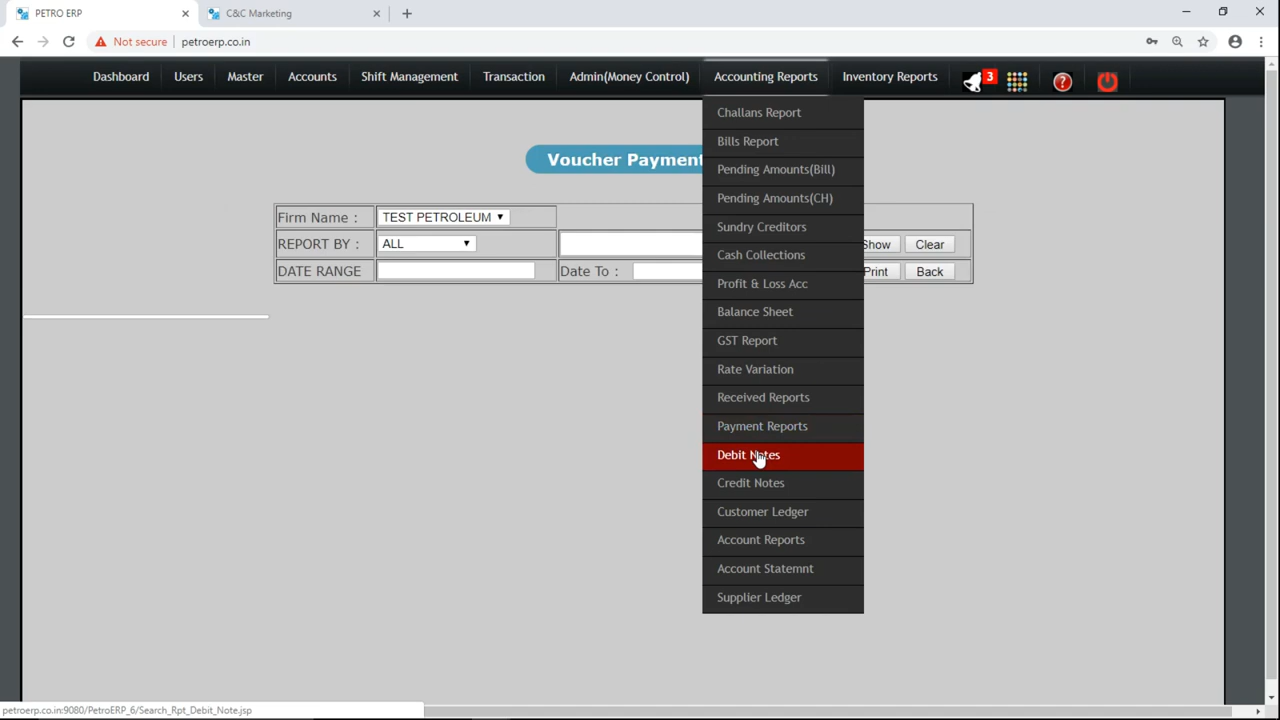 PETRO ERP
C&C Marketing
Not secure
petroerp.co.in
Dashboard Users Master Accounts Shift Management Transaction Admin(Money Control) Accounting Reports Inventory Reports 3
Challans Report
Bills Report
Pending Amounts(Bill)
Pending Amounts(CH)
Sundry Creditors
Cash Collections
Profit & Loss Acc
Balance Sheet
GST Report
Rate Variation
Received Reports
Payment Reports
Debit Notes
Credit Notes
Customer Ledger
Account Reports
Account Statemnt
Supplier Ledger
Voucher Payment
Firm Name : TEST PETROLEUM
REPORT BY : ALL Show Clear
DATE RANGE Date To : Print Back
petroerp.co.in:9080/PetroERP_6/Search_Rpt_Debit_Note.jsp